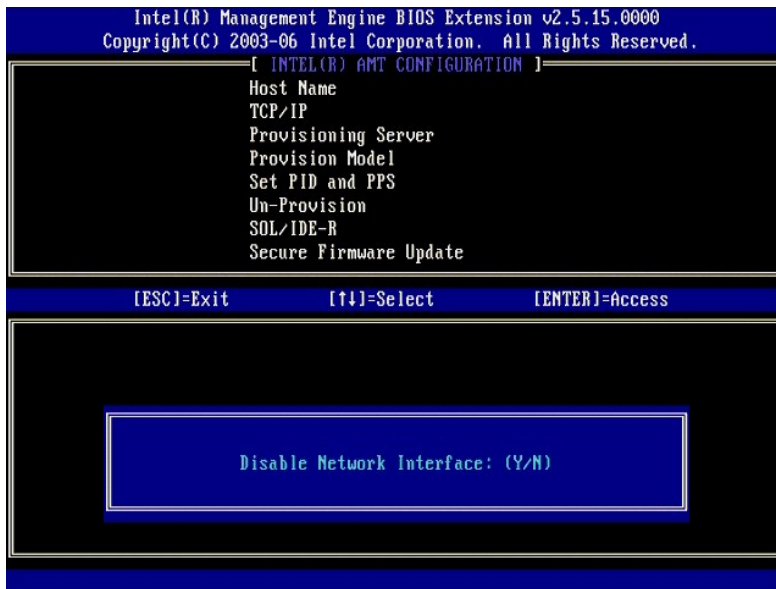 Intel(R) Management Engine BIOS Extension v2.5.15.0000
Copyright(C) 2003-06 Intel Corporation. All Rights Reserved.
[ INTEL(R) AMT CONFIGURATION ]
Host Name
TCP/IP
Provisioning Server
Provision Model
Set PID and PPS
Un-Provision
SOL/IDE-R
Secure Firmware Update
[ESC]=Exit [↑↓]=Select [ENTER]=Access
Disable Network Interface: (Y/N)